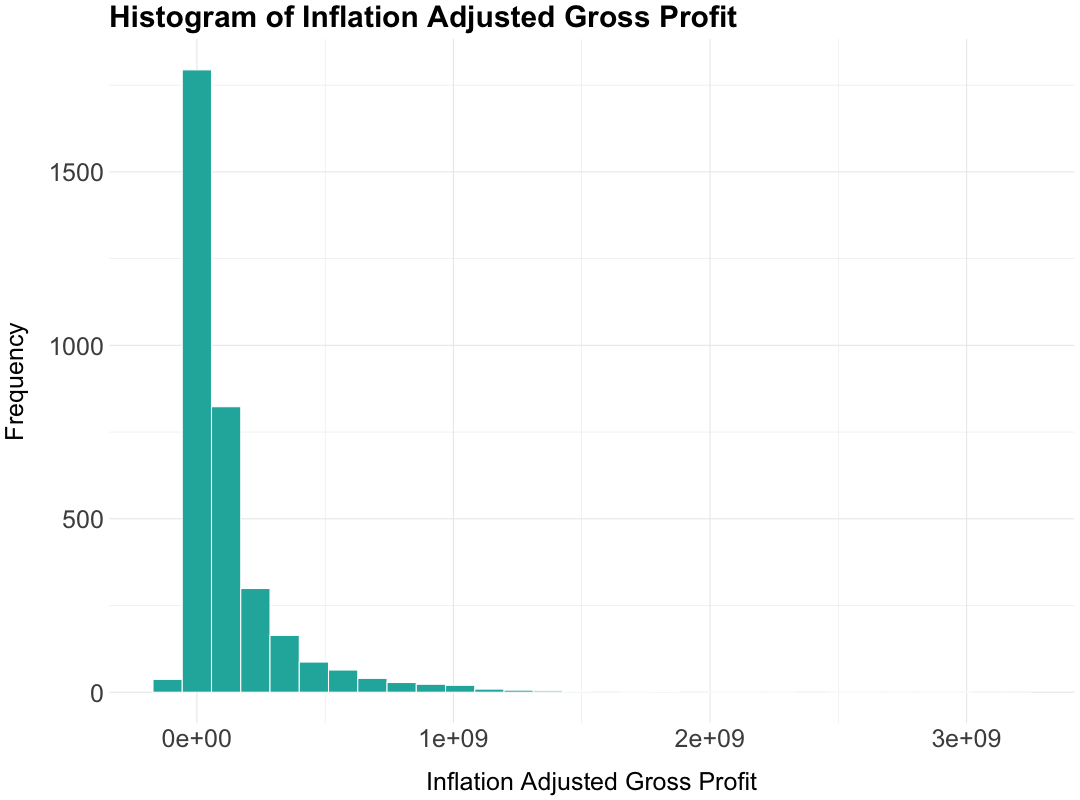 Histogram of Inflation Adjusted Gross Profit
Frequency
1500
1000
500
0
0e+00 1e+09 2e+09 3e+09
Inflation Adjusted Gross Profit